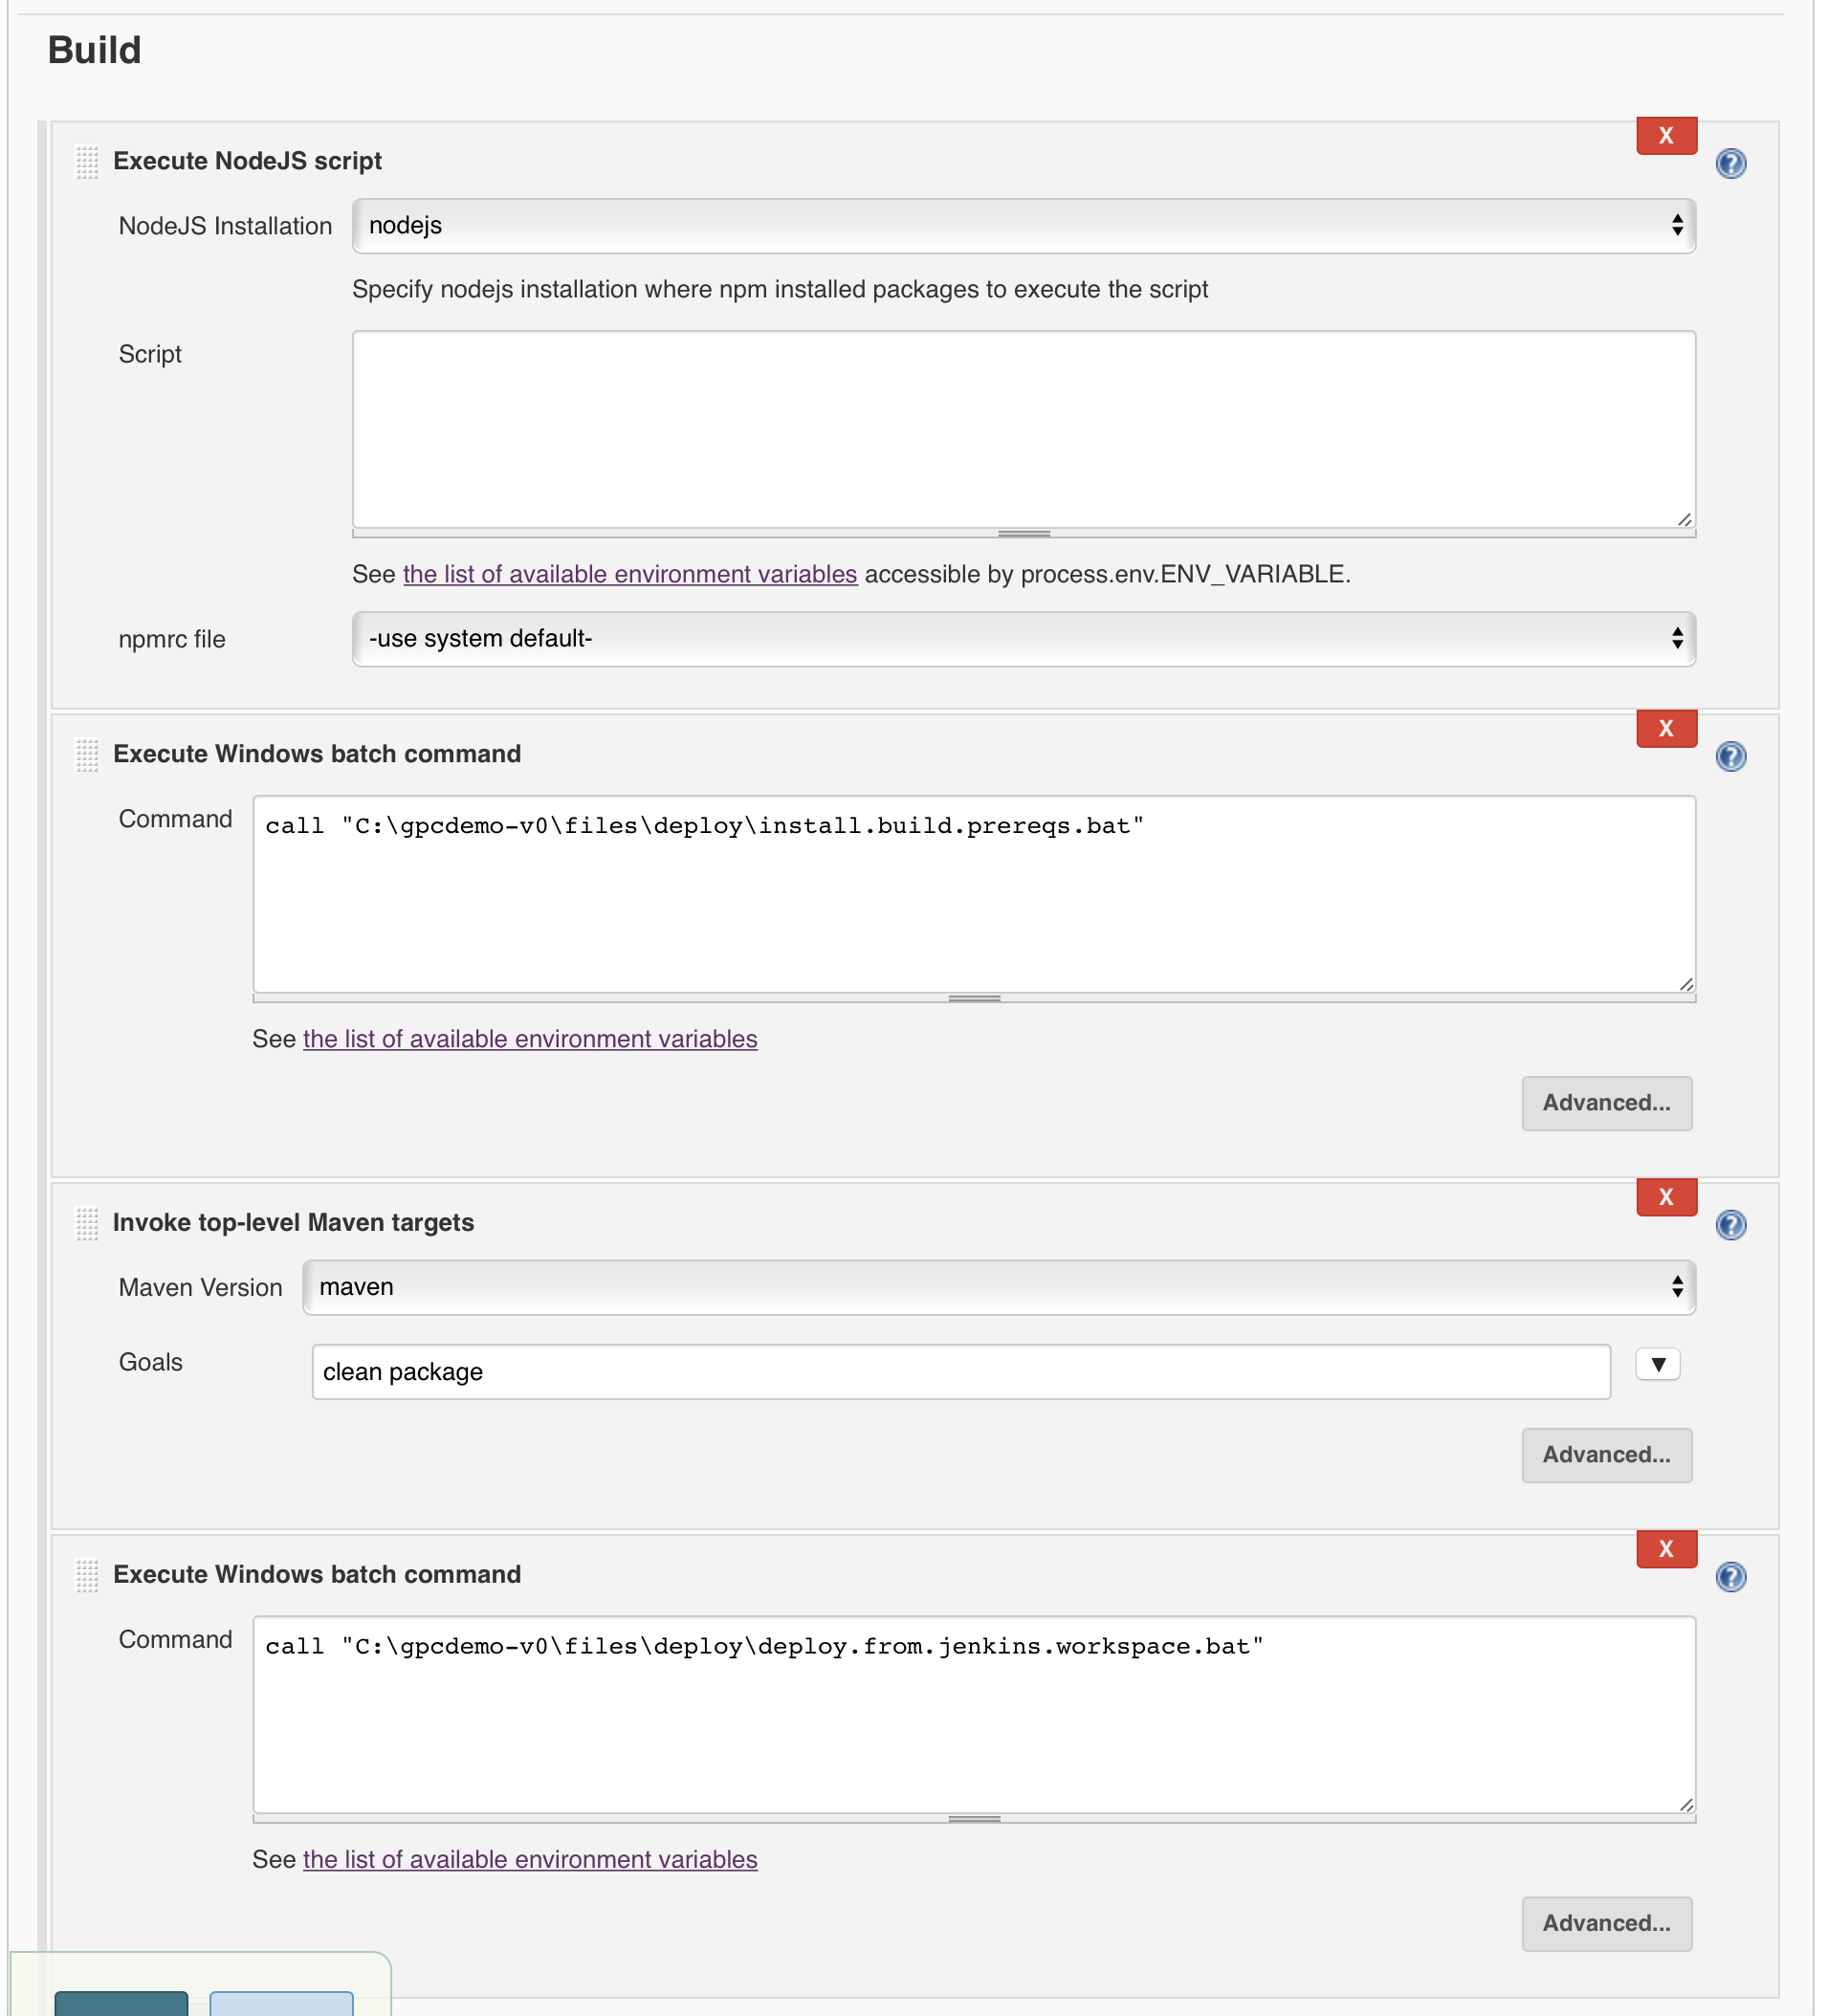 Build
X
Execute NodeJS script
NodeJS Installation nodejs
Specify nodejs installation where npm installed packages to execute the script
Script
See the list of available environment variables accessible by process.env.ENV_VARIABLE.
npmrc file -use system default-
X
Execute Windows batch command
Command call "C:\gpcdemo-v0\files\deploy\install.build.prereqs.bat"
See the list of available environment variables
Advanced...
X
Invoke top-level Maven targets
Maven Version maven
Goals clean package
Advanced...
X
Execute Windows batch command
Command call "C:\gpcdemo-v0\files\deploy\deploy.from.jenkins.workspace.bat"
See the list of available environment variables
Advanced...